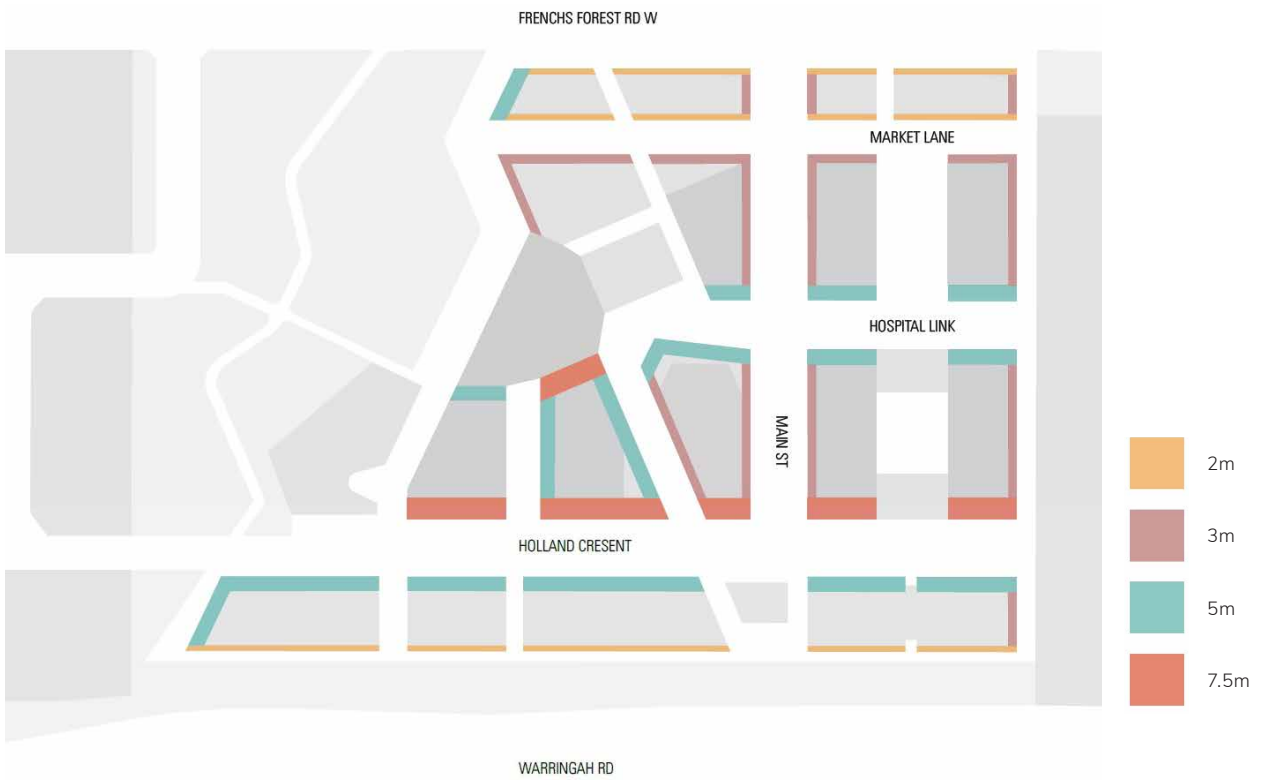 FRENCHS FOREST RD W
MARKET LANE
HOSPITAL LINK
MAIN ST
2m
3m
HOLLAND CRESENT
5m
7.5m
WARRINGAH RD